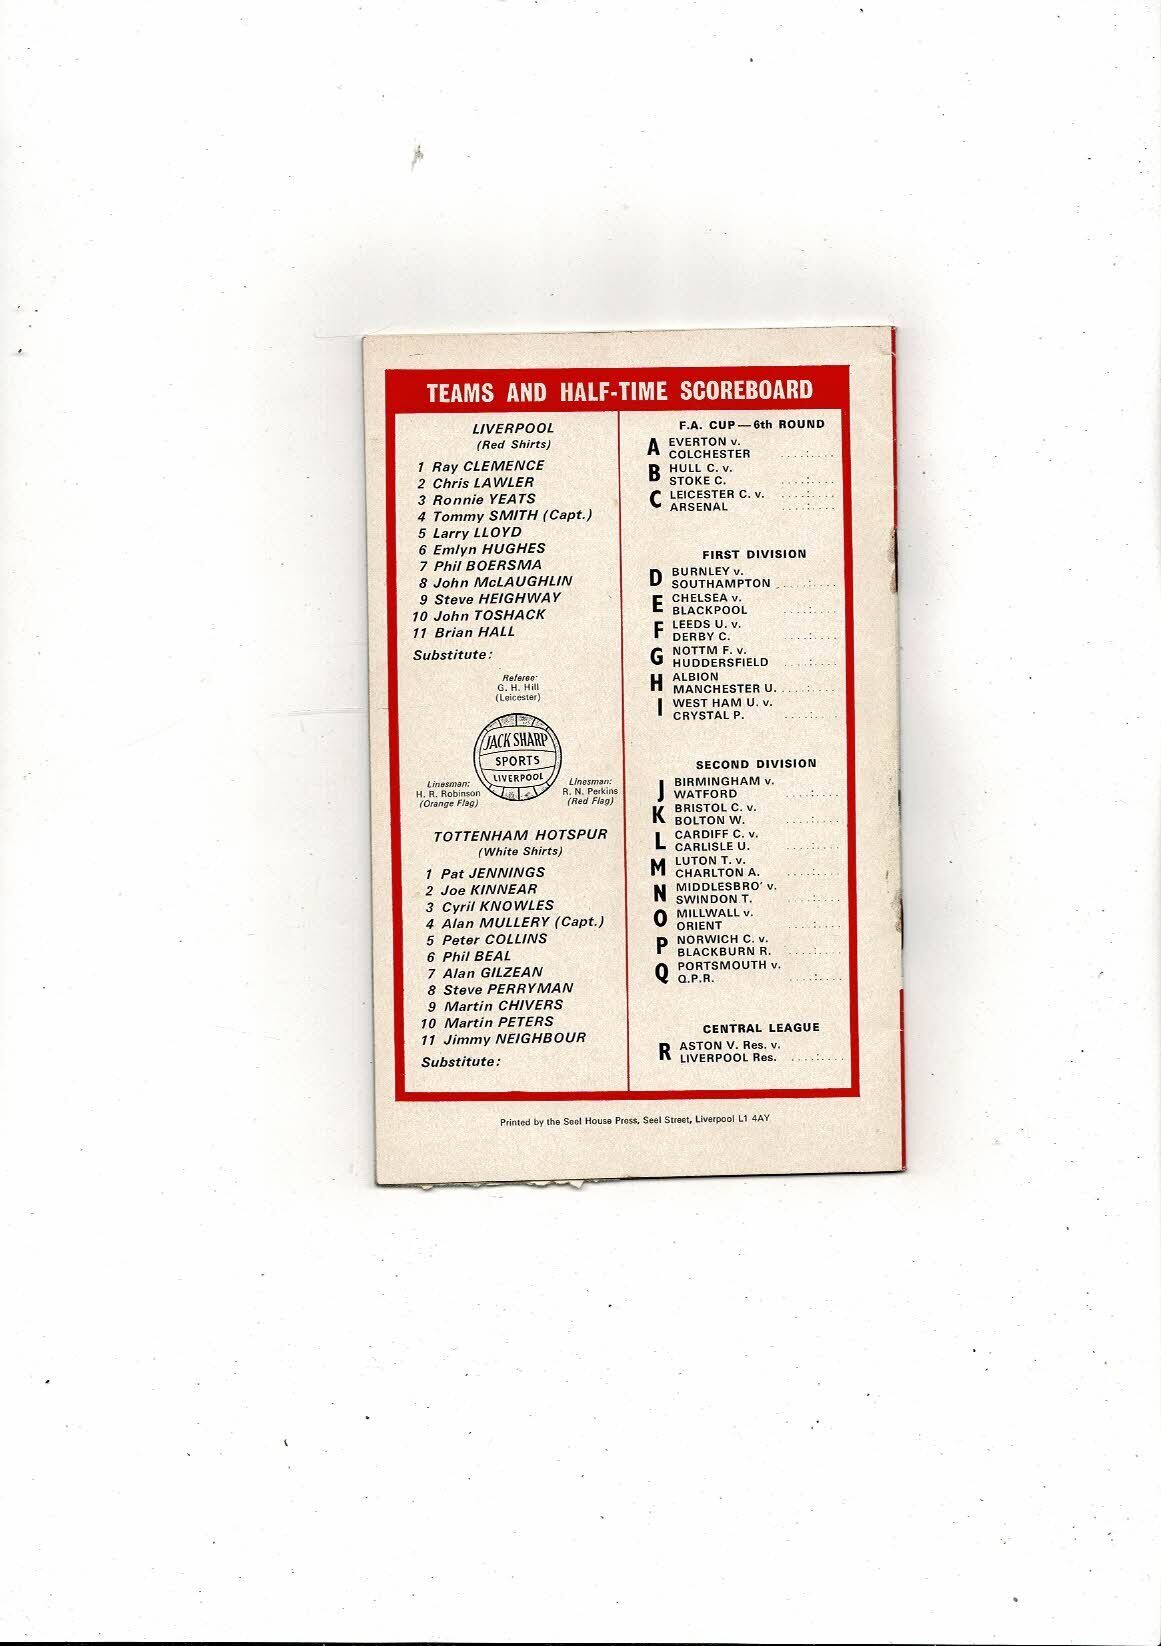 TEAMS AND HALF-TIME SCOREBOARD
LIVERPOOL
(Red Shirts)
1 Ray CLEMENCE
2 Chris LAWLER
3 Ronnie YEATS
4 Tommy SMITH (Capt.)
5 Larry LLOYD
6 Emlyn HUGHES
7 Phil BOERSMA
8 John McLAUGHLIN
9 Steve HEIGHWAY
10 John TOSHACK
11 Brian HALL
Substitute:
Referee:
G. H. Hill
(Leicester)
JACK SHARP
SPORTS
LIVERPOOL
Linesman:
H. R. Robinson
(Orange Flag)
Linesman:
R. N. Perkins
(Red Flag)
TOTTENHAM HOTSPUR
(White Shirts)
1 Pat JENNINGS
2 Joe KINNEAR
3 Cyril KNOWLES
4 Alan MULLERY (Capt.)
5 Peter COLLINS
6 Phil BEAL
7 Alan GILZEAN
8 Steve PERRYMAN
9 Martin CHIVERS
10 Martin PETERS
11 Jimmy NEIGHBOUR
Substitute:
F.A. CUP—6th ROUND
A EVERTON v.
COLCHESTER ....:....
B HULL C. v.
STOKE C. ....:....
C LEICESTER C. v. ....:....
ARSENAL ....:....
FIRST DIVISION
D BURNLEY v.
SOUTHAMPTON ....:....
E CHELSEA v.
BLACKPOOL ....:....
F LEEDS U. v.
DERBY C. ....:....
G NOTTM F. v.
HUDDERSFIELD ....:....
H ALBION
MANCHESTER U. ....:....
I WEST HAM U. v.
CRYSTAL P. ....:....
SECOND DIVISION
J BIRMINGHAM v.
WATFORD ....:....
K BRISTOL C. v.
BOLTON W. ....:....
L CARDIFF C. v.
CARLISLE U. ....:....
M LUTON T. v.
CHARLTON A. ....:....
N MIDDLESBRO' v.
SWINDON T. ....:....
O MILLWALL v.
ORIENT ....:....
P NORWICH C. v.
BLACKBURN R. ....:....
Q PORTSMOUTH v.
Q.P.R. ....:....
CENTRAL LEAGUE
R ASTON V. Res. v.
LIVERPOOL Res. ....:....
Printed by the Seel House Press, Seel Street, Liverpool L1 4AY